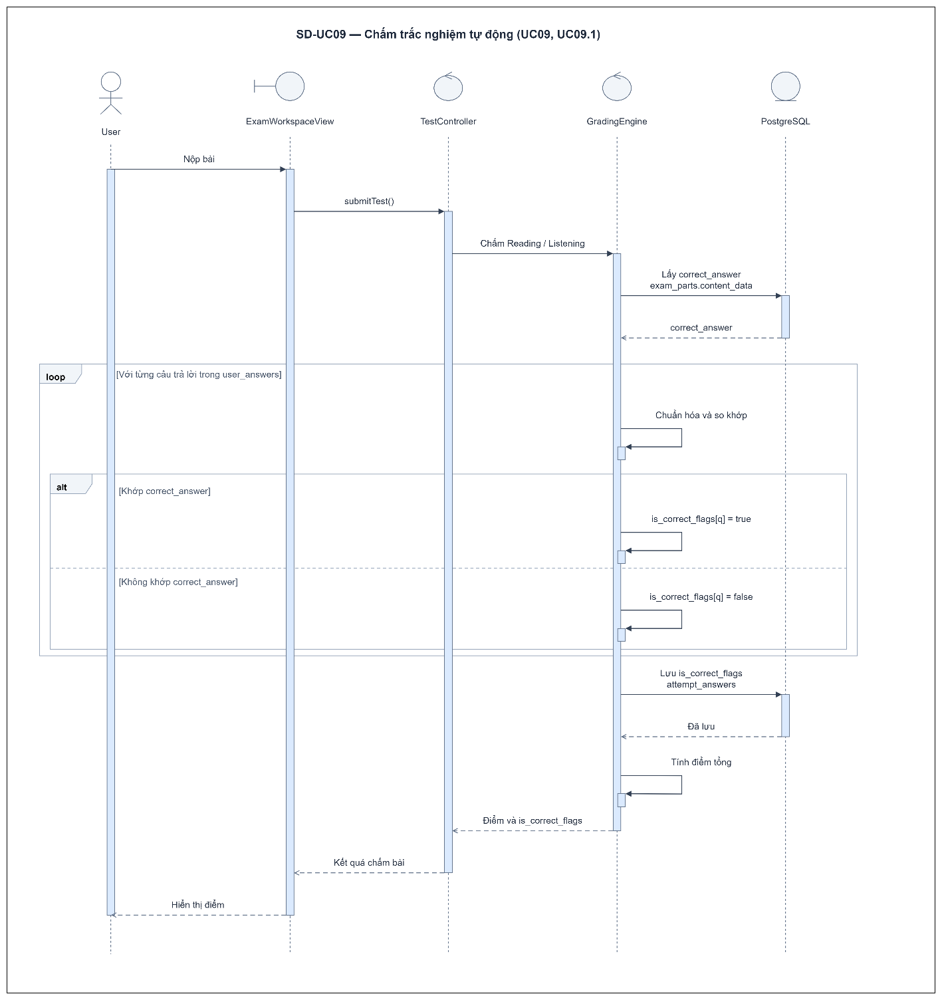 SD-UC09 — Chấm trắc nghiệm tự động (UC09, UC09.1)
User
ExamWorkspaceView
TestController
GradingEngine
PostgreSQL
Nộp bài
submitTest()
Chấm Reading / Listening
Lấy correct_answer
exam_parts.content_data
correct_answer
loop
[Với từng câu trả lời trong user_answers]
Chuẩn hóa và so khớp
alt
[Khớp correct_answer]
is_correct_flags[q] = true
[Không khớp correct_answer]
is_correct_flags[q] = false
Lưu is_correct_flags
attempt_answers
Đã lưu
Tính điểm tổng
Điểm và is_correct_flags
Kết quả chấm bài
Hiển thị điểm